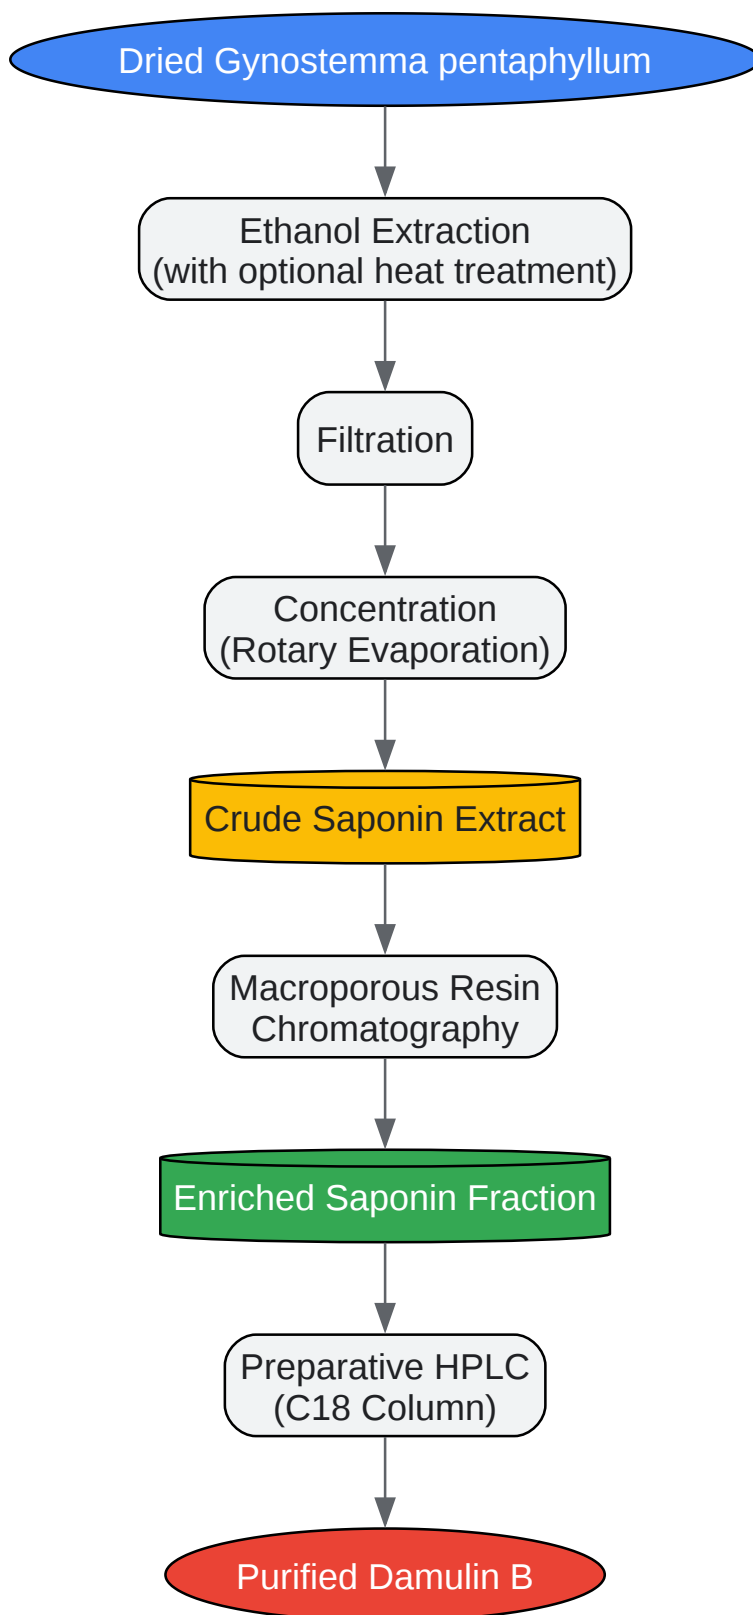 Dried Gynostemma pentaphyllum
Ethanol Extraction
(with optional heat treatment)
Filtration
Concentration
(Rotary Evaporation)
Crude Saponin Extract
Macroporous Resin
Chromatography
Enriched Saponin Fraction
Preparative HPLC
(C18 Column)
Purified Damulin B